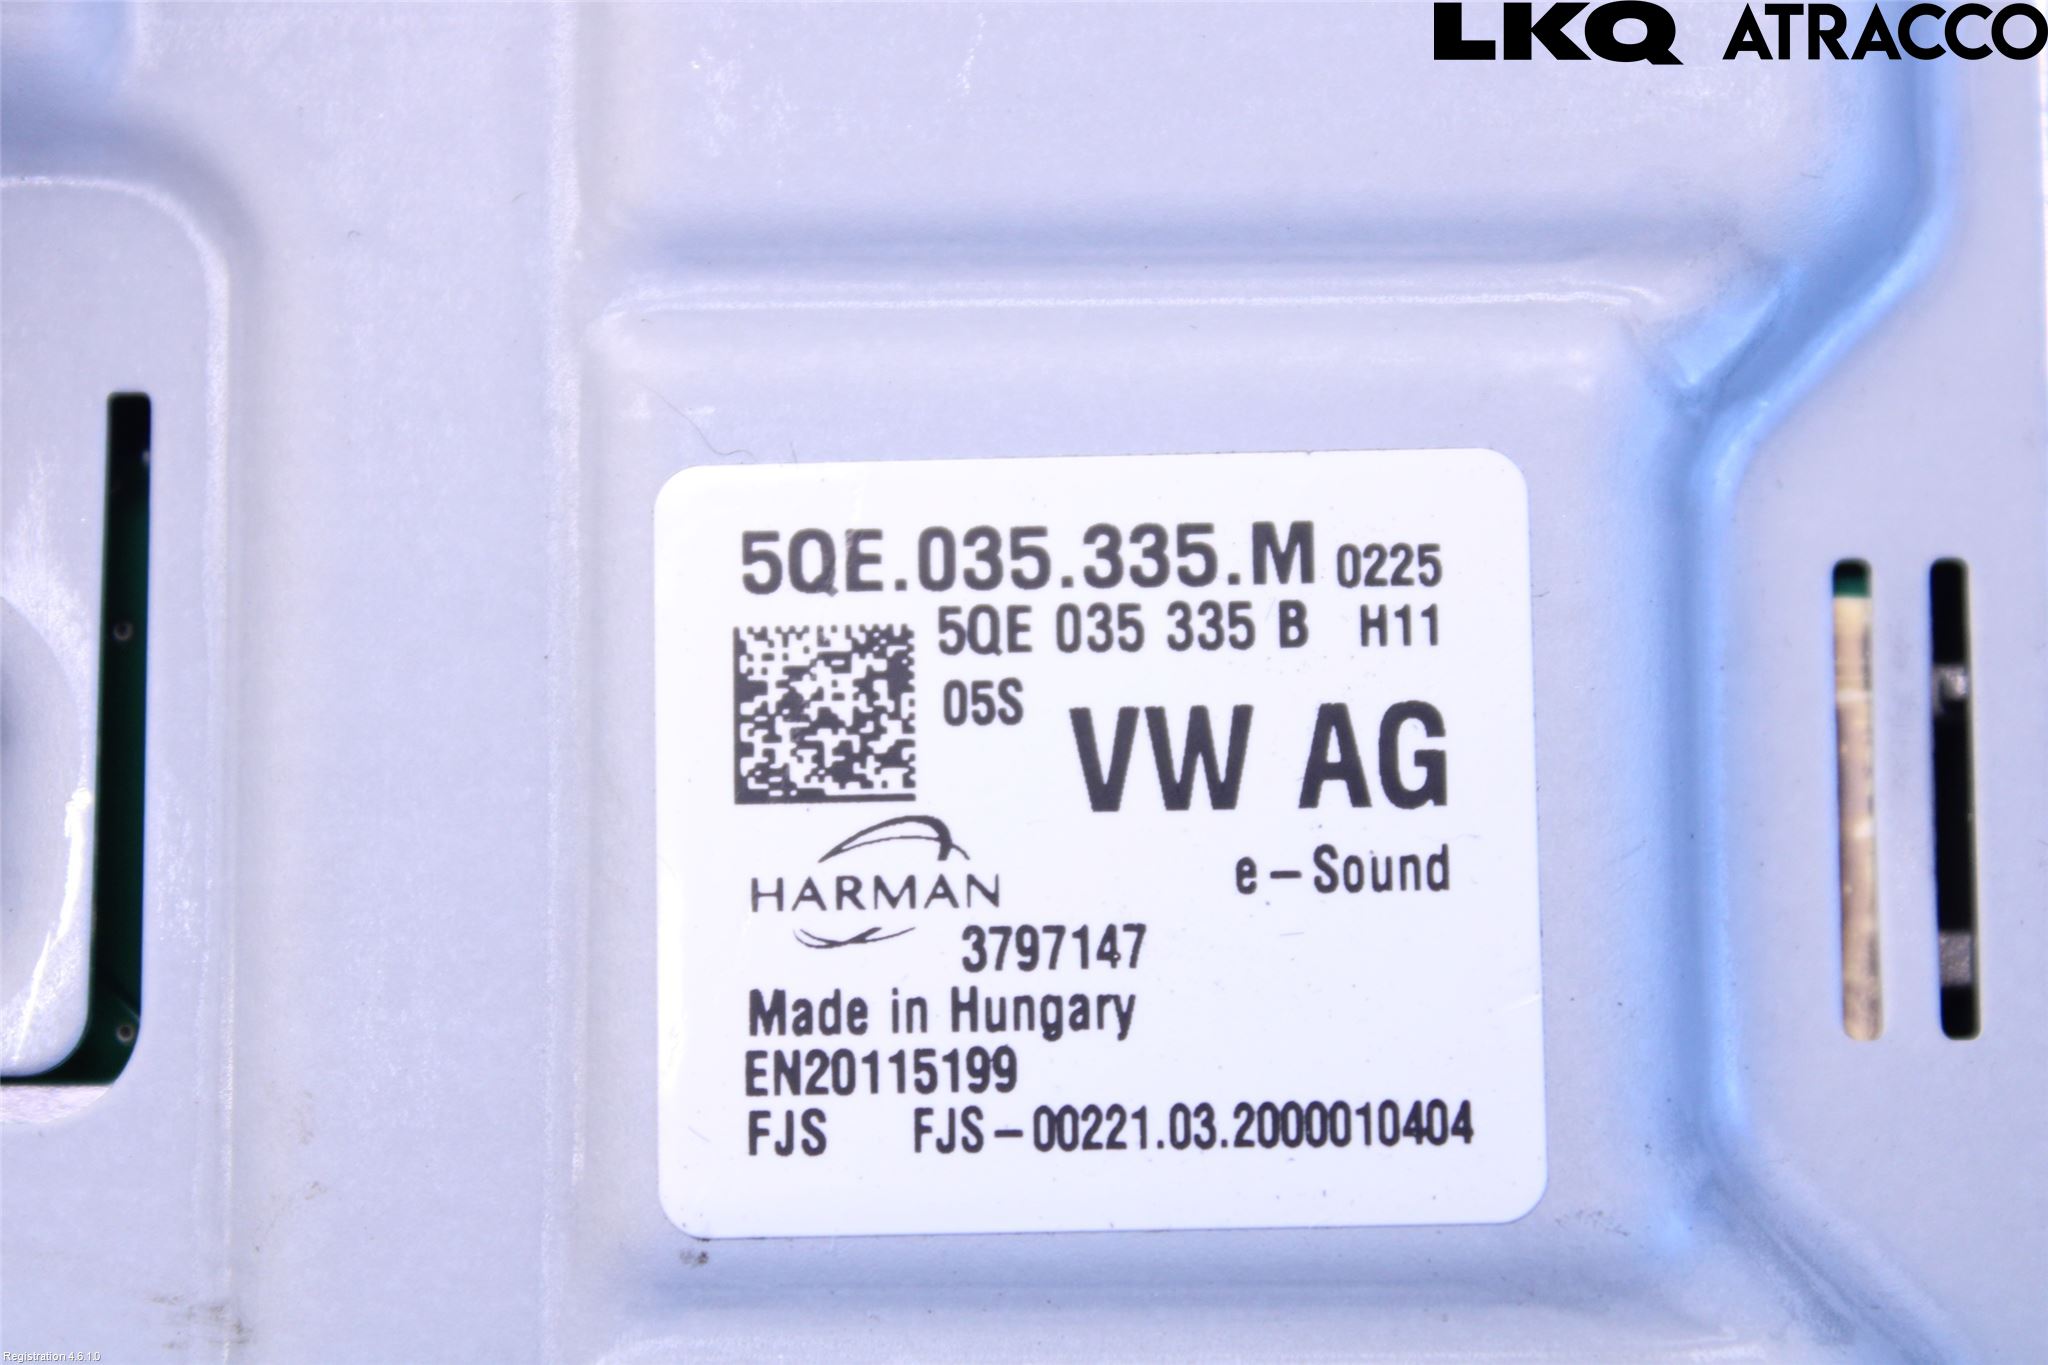 LKQ ATRACCO
5QE.035.335.M 0225
5QE 035 335 B H11
05S
VW AG
e-Sound
HARMAN
3797147
Made in Hungary
EN20115199
FJS FJS-00221.03.2000010404
Registration 4.6.1.0